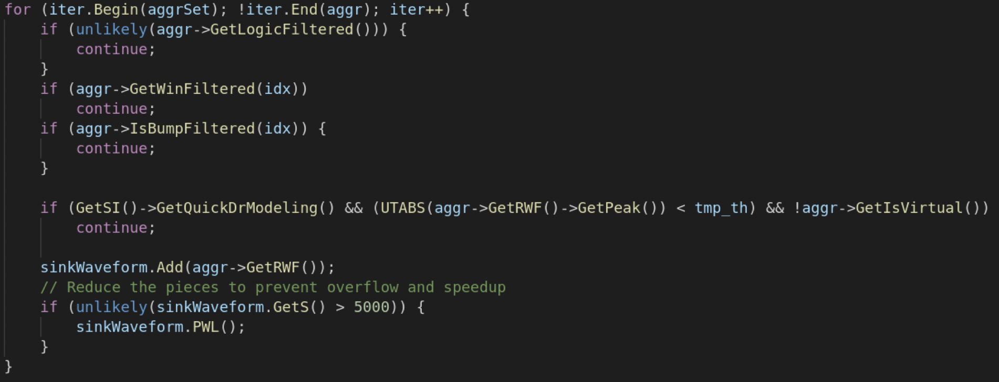 for (iter.Begin(aggrSet); !iter.End(aggr); iter++) {
    if (unlikely(aggr->GetLogicFiltered())) {
        continue;
    }
    if (aggr->GetWinFiltered(idx))
        continue;
    if (aggr->IsBumpFiltered(idx)) {
        continue;
    }

    if (GetSI()->GetQuickDrModeling() && (UTABS(aggr->GetRWF()->GetPeak()) < tmp_th) && !aggr->GetIsVirtual())
        continue;

    sinkWaveform.Add(aggr->GetRWF());
    // Reduce the pieces to prevent overflow and speedup
    if (unlikely(sinkWaveform.GetS() > 5000)) {
        sinkWaveform.PWL();
    }
}